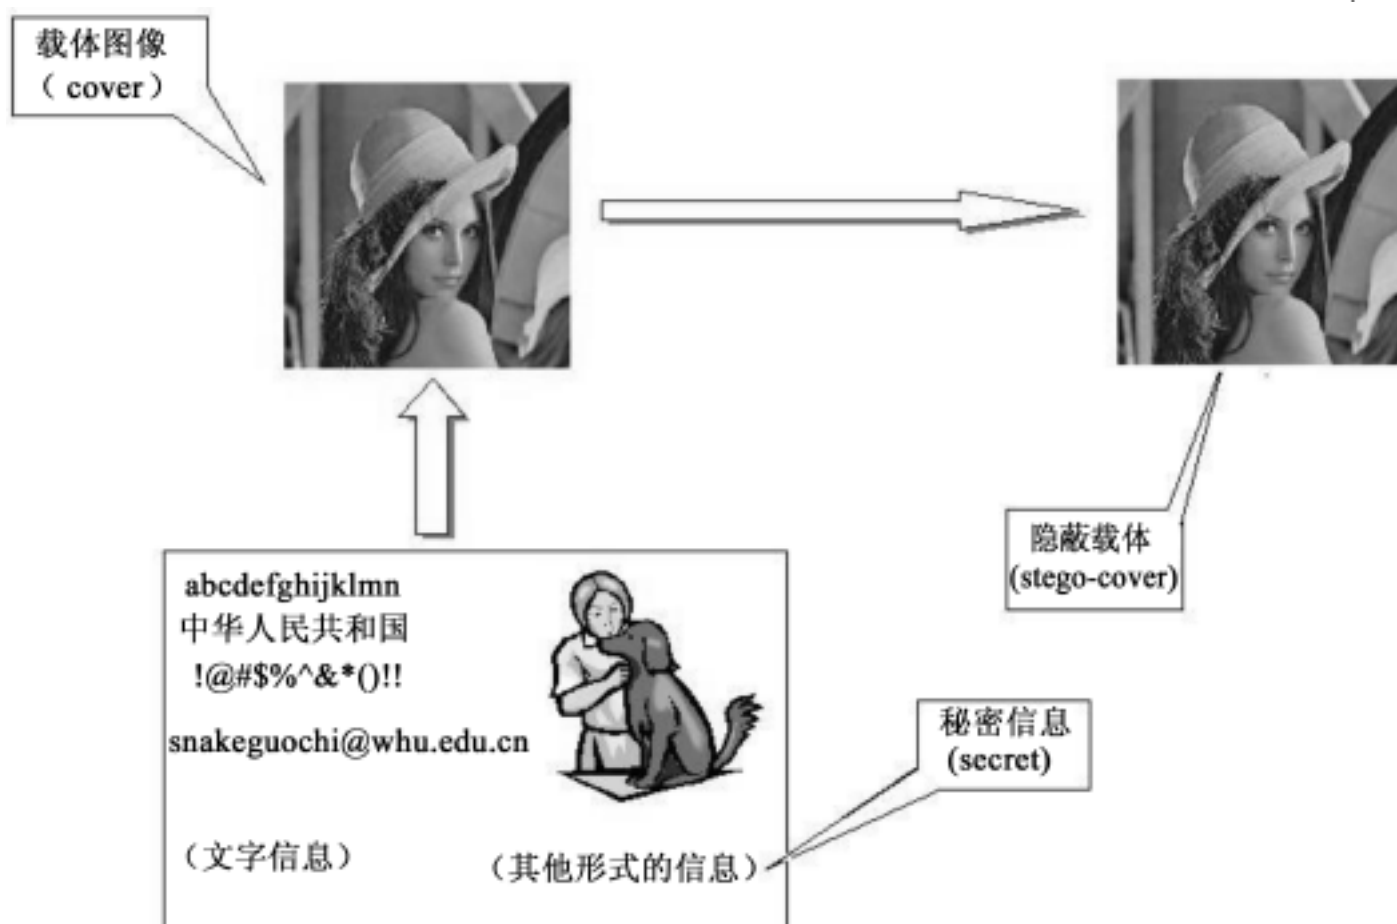 载体图像
（cover）
abcdefghijklmn
中华人民共和国
!@#$%^&*()!!
snakeguochi@whu.edu.cn
（文字信息）
（其他形式的信息）
隐蔽载体
(stego-cover)
秘密信息
(secret)